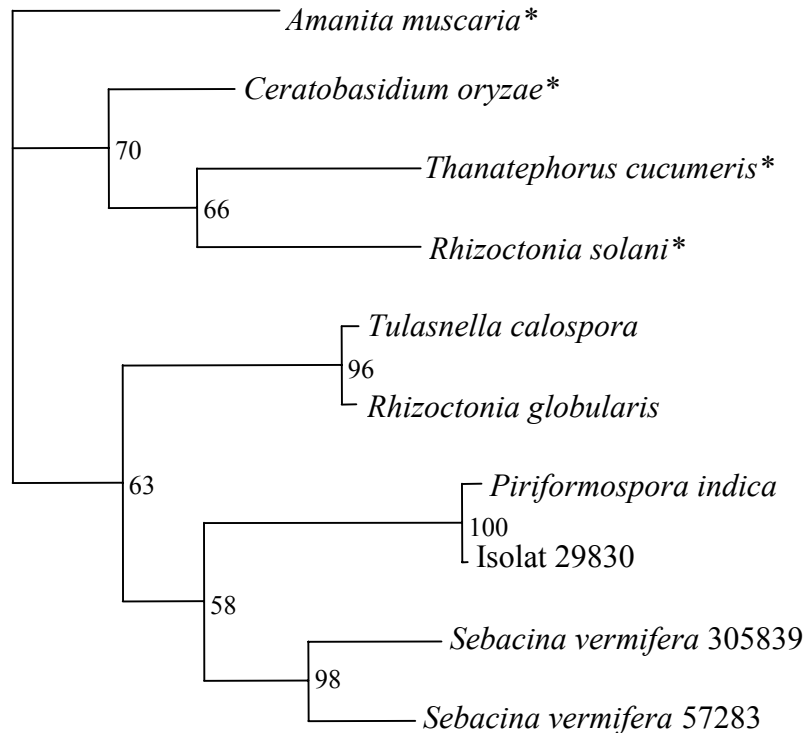 Amanita muscaria*
Ceratobasidium oryzae*
70
Thanatephorus cucumeris*
66
Rhizoctonia solani*
Tulasnella calospora
96
Rhizoctonia globularis
63
Piriformospora indica
100
Isolat 29830
58
Sebacina vermifera 305839
98
Sebacina vermifera 57283